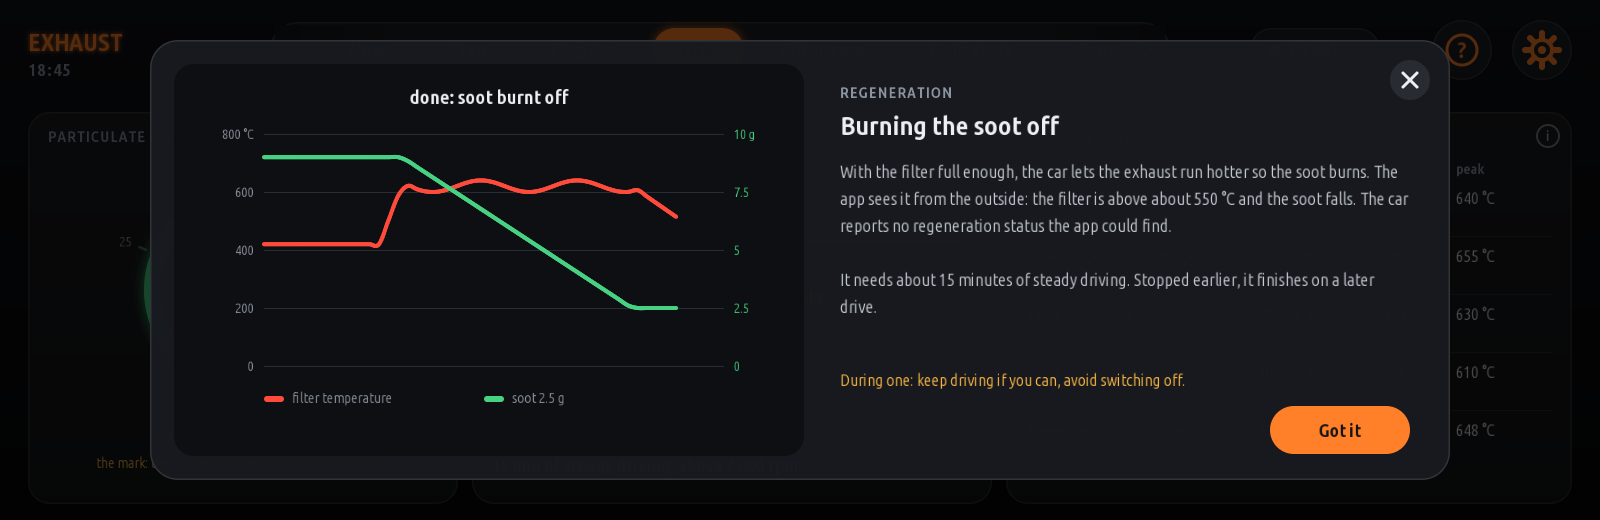 EXHAUST
18:45
PARTICULATE
25
the mark:
done: soot burnt off
800 °C
600
400
200
0
10 g
7.5
5
2.5
0
filter temperature
soot 2.5 g
REGENERATION
Burning the soot off
With the filter full enough, the car lets the exhaust run hotter so the soot burns. The
app sees it from the outside: the filter is above about 550 °C and the soot falls. The car
reports no regeneration status the app could find.
It needs about 15 minutes of steady driving. Stopped earlier, it finishes on a later
drive.
During one: keep driving if you can, avoid switching off.
Got it
?
i
peak
640 °C
655 °C
630 °C
610 °C
648 °C